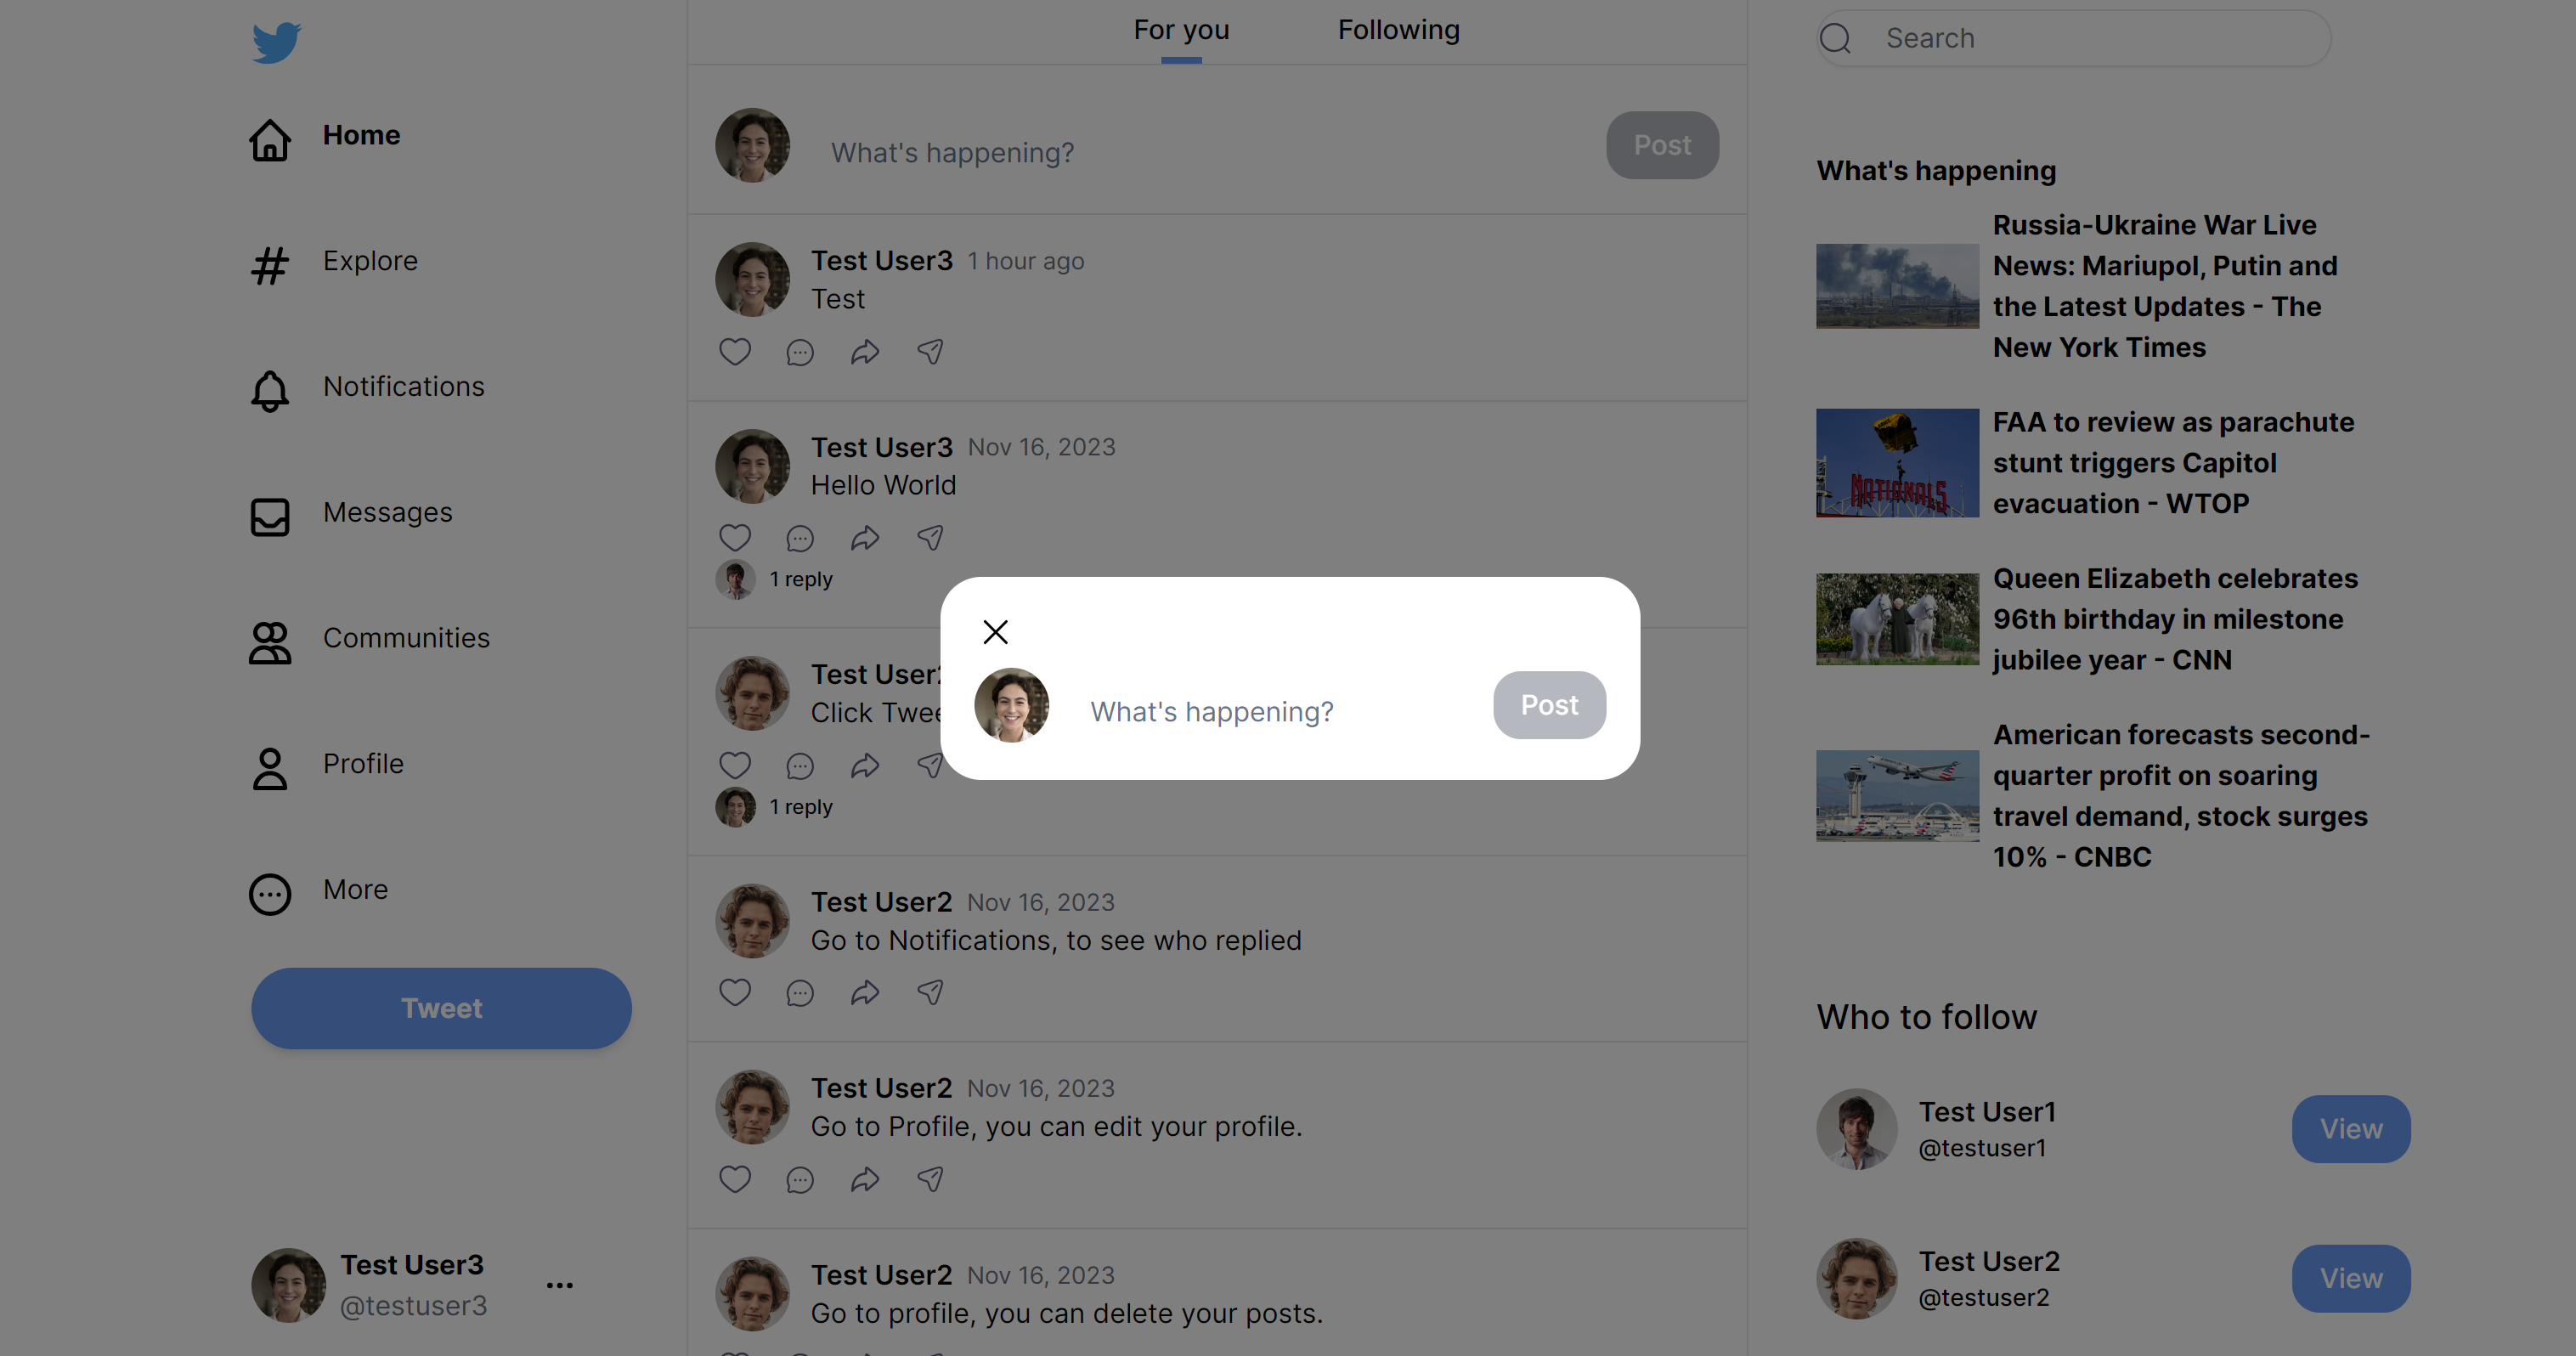 Home
Explore
Notifications
Messages
Communities
Profile
More
Tweet
Test User3
@testuser3
For you Following
What's happening? Post
Test User3 1 hour ago
Test
Test User3 Nov 16, 2023
Hello World
1 reply
Test User
Click Twee
1 reply
Test User2 Nov 16, 2023
Go to Notifications, to see who replied
Test User2 Nov 16, 2023
Go to Profile, you can edit your profile.
Test User2 Nov 16, 2023
Go to profile, you can delete your posts.
What's happening? Post
Search
What's happening
Russia-Ukraine War Live
News: Mariupol, Putin and
the Latest Updates - The
New York Times
NATIONALS
FAA to review as parachute
stunt triggers Capitol
evacuation - WTOP
Queen Elizabeth celebrates
96th birthday in milestone
jubilee year - CNN
American forecasts second-
quarter profit on soaring
travel demand, stock surges
10% - CNBC
Who to follow
Test User1
@testuser1
View
Test User2
@testuser2
View